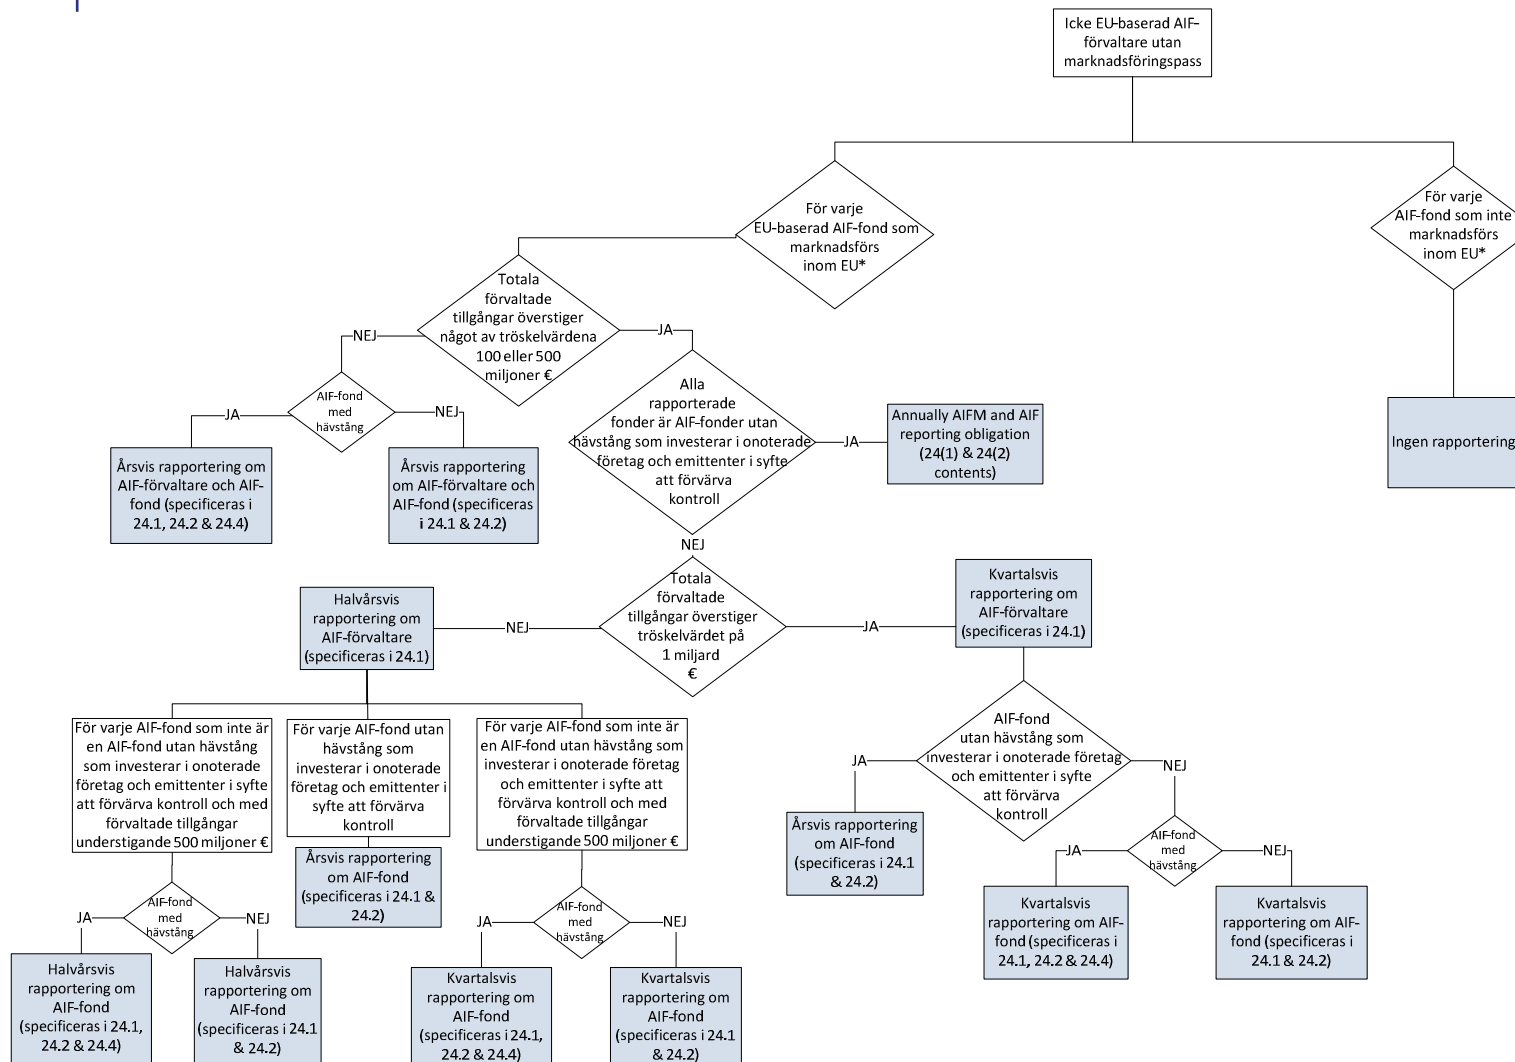 Icke EU-baserad AIF-
förvaltare utan
marknadsföringspass
För varje
EU-baserad AIF-fond som
marknadsförs
inom EU*
För varje
AIF-fond som inte
marknadsförs
inom EU*
Totala
förvaltade
tillgångar överstiger
något av tröskelvärdena
100 eller 500
miljoner €
NEJ
JA
AIF-fond
med
hävstång
JA
NEJ
Årsvis rapportering om
AIF-förvaltare och AIF-
fond (specificeras i
24.1, 24.2 & 24.4)
Årsvis rapportering
om AIF-förvaltare och
AIF-fond (specificeras
i 24.1 & 24.2)
Alla
rapporterade
fonder är AIF-fonder utan
hävstång som investerar i onoterade
företag och emittenter i syfte
att förvärva
kontroll
JA
Annually AIFM and AIF
reporting obligation
(24(1) & 24(2)
contents)
Ingen rapportering
NEJ
Totala
förvaltade
tillgångar överstiger
tröskelvärdet på
1 miljard
€
NEJ
JA
Halvårsvis
rapportering om
AIF-förvaltare
(specificeras i 24.1)
Kvartalsvis
rapportering om
AIF-förvaltare
(specificeras i 24.1)
För varje AIF-fond som inte är
en AIF-fond utan hävstång
som investerar i onoterade
företag och emittenter i syfte
att förvärva kontroll och med
förvaltade tillgångar
understigande 500 miljoner €
För varje AIF-fond utan
hävstång som
investerar i onoterade
företag och emittenter i
syfte att förvärva
kontroll
För varje AIF-fond som inte är
en AIF-fond utan hävstång som
investerar i onoterade företag
och emittenter i syfte att
förvärva kontroll och med
förvaltade tillgångar
understigande 500 miljoner €
AIF-fond
utan hävstång som
investerar i onoterade företag
och emittenter i syfte
att förvärva
kontroll
JA
NEJ
Årsvis rapportering
om AIF-fond
(specificeras i 24.1
& 24.2)
AIF-fond
med
hävstång
JA
NEJ
Kvartalsvis
rapportering om AIF-
fond (specificeras i
24.1, 24.2 & 24.4)
Kvartalsvis
rapportering om AIF-
fond (specificeras i
24.1 & 24.2)
Årsvis rapportering
om AIF-fond
(specificeras i 24.1 &
24.2)
AIF-fond
med
hävstång
JA
NEJ
Halvårsvis
rapportering om
AIF-fond
(specificeras i 24.1,
24.2 & 24.4)
Halvårsvis
rapportering om
AIF-fond
(specificeras i 24.1
& 24.2)
AIF-fond
med
hävstång
JA
NEJ
Kvartalsvis
rapportering om
AIF-fond
(specificeras i 24.1,
24.2 & 24.4)
Kvartalsvis
rapportering om
AIF-fond
(specificeras i 24.1
& 24.2)